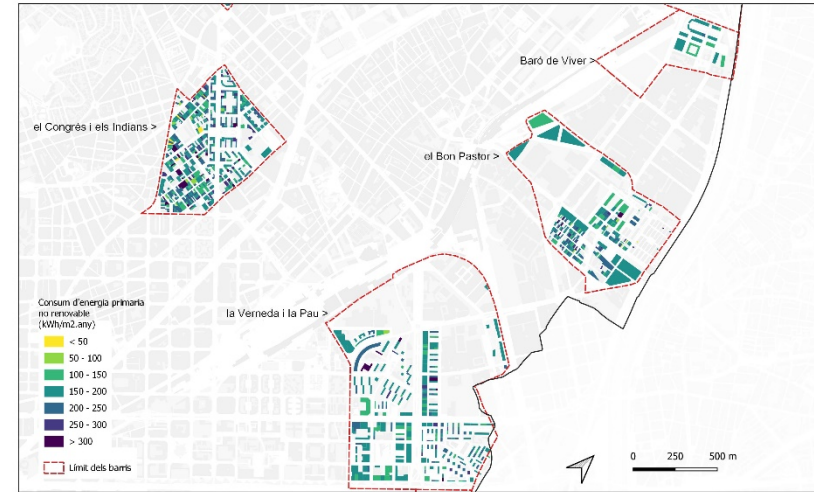 Baró de Viver >
el Congrés i els Indians >
el Bon Pastor >
la Verneda i la Pau >
Consum d'energia primaria
no renovable
(kWh/m2.any)
< 50
50 - 100
100 - 150
150 - 200
200 - 250
250 - 300
> 300
Límit dels barris
0 250 500 m